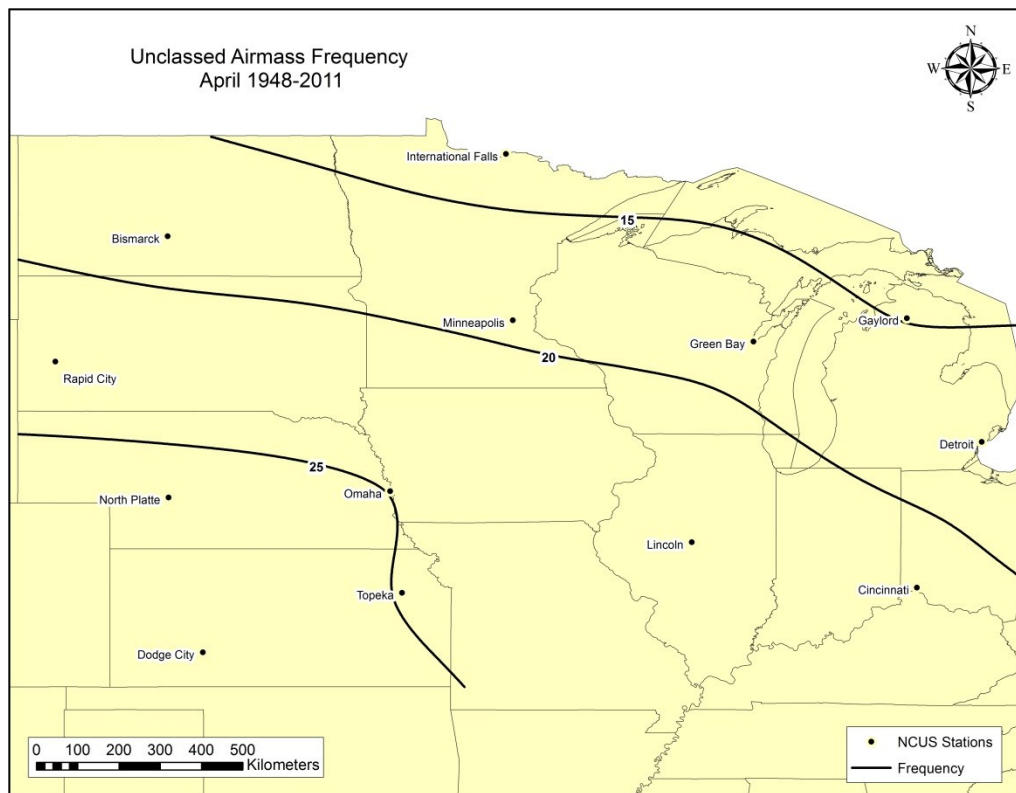 Unclassed Airmass Frequency
April 1948-2011
N
W E
S
International Falls
15
Bismarck
Minneapolis
Gaylord
Green Bay
20
Rapid City
Detroit
25
Omaha
North Platte
Lincoln
Cincinnati
Topeka
Dodge City
0 100 200 300 400 500
Kilometers
NCUS Stations
Frequency